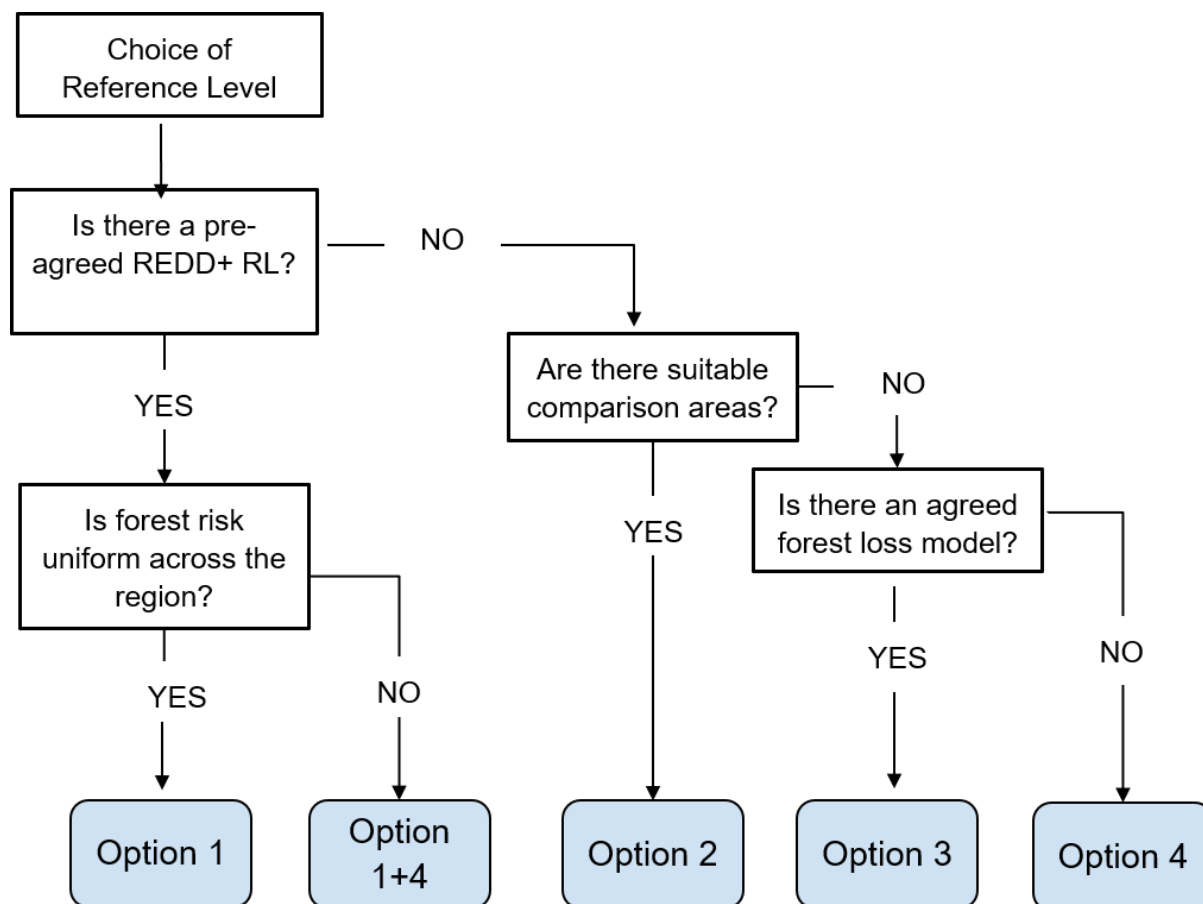 Choice of
Reference Level
Is there a pre-
agreed REDD+ RL?
NO
Are there suitable
comparison areas?
NO
YES
Is forest risk
uniform across the
region?
YES
Is there an agreed
forest loss model?
YES
NO
YES
NO
Option 1
Option
1+4
Option 2
Option 3
Option 4